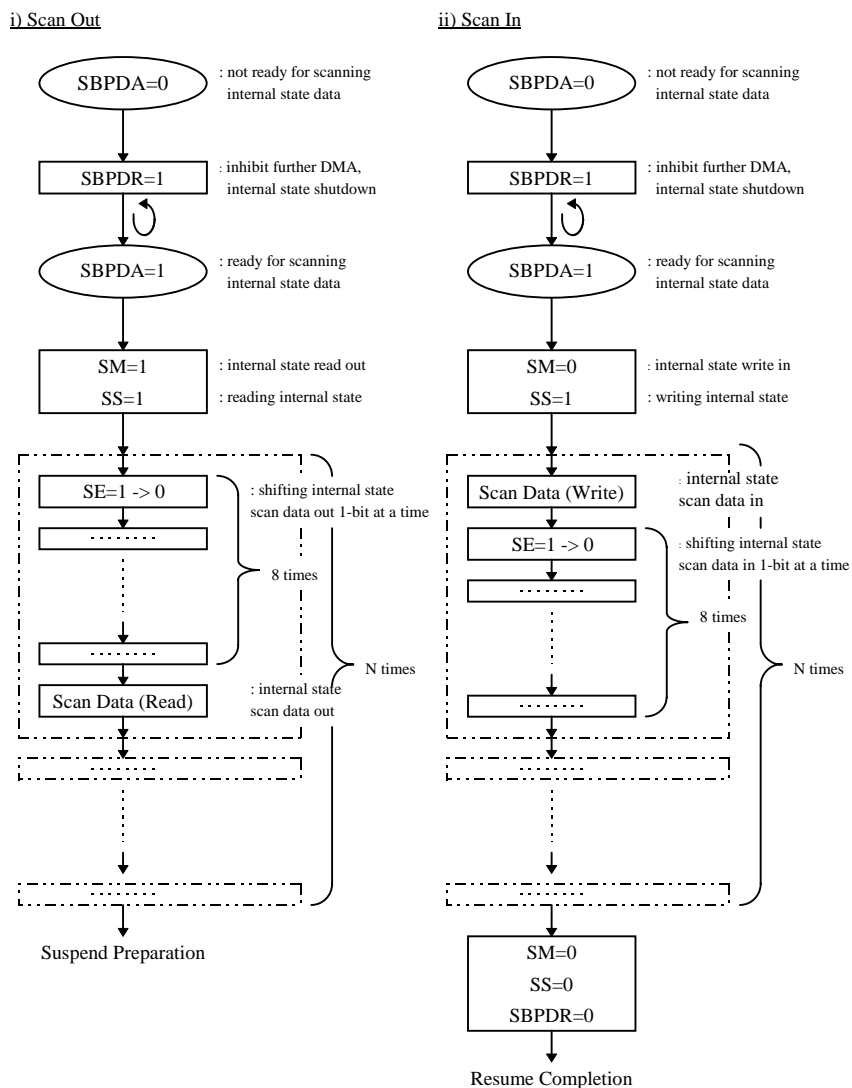 i) Scan Out
SBPDA=0
: not ready for scanning
internal state data
SBPDR=1
: inhibit further DMA,
internal state shutdown
SBPDA=1
: ready for scanning
internal state data
SM=1
: internal state read out
SS=1
: reading internal state
SE=1 -> 0
: shifting internal state
scan data out 1-bit at a time
8 times
Scan Data (Read)
: internal state
scan data out
N times
Suspend Preparation
ii) Scan In
SBPDA=0
: not ready for scanning
internal state data
SBPDR=1
: inhibit further DMA,
internal state shutdown
SBPDA=1
: ready for scanning
internal state data
SM=0
: internal state write in
SS=1
: writing internal state
Scan Data (Write)
: internal state
scan data in
SE=1 -> 0
: shifting internal state
scan data in 1-bit at a time
8 times
N times
SM=0
SS=0
SBPDR=0
Resume Completion